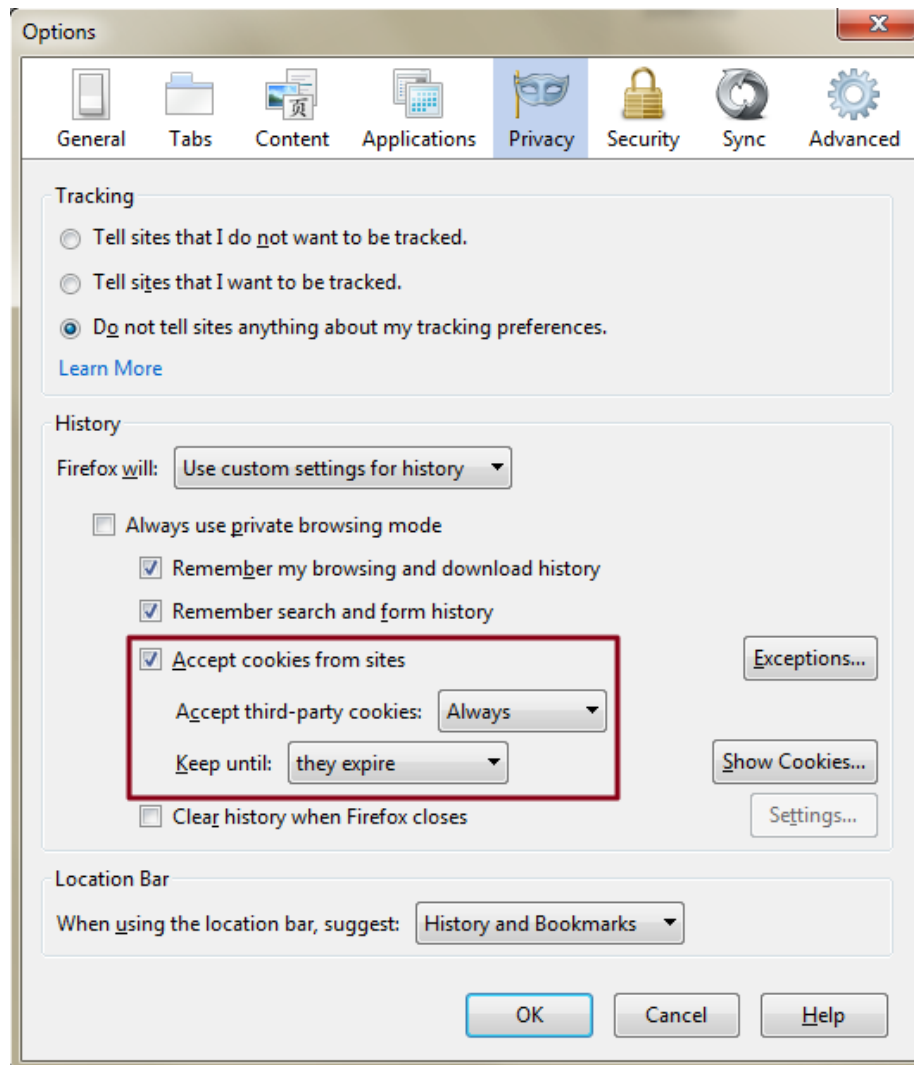 Options
页
General Tabs Content Applications Privacy Security Sync Advanced
Tracking
Tell sites that I do not want to be tracked.
Tell sites that I want to be tracked.
Do not tell sites anything about my tracking preferences.
Learn More
History
Firefox will: Use custom settings for history
Always use private browsing mode
Remember my browsing and download history
Remember search and form history
Accept cookies from sites Exceptions...
Accept third-party cookies: Always
Keep until: they expire Show Cookies...
Clear history when Firefox closes Settings...
Location Bar
When using the location bar, suggest: History and Bookmarks
OK Cancel Help